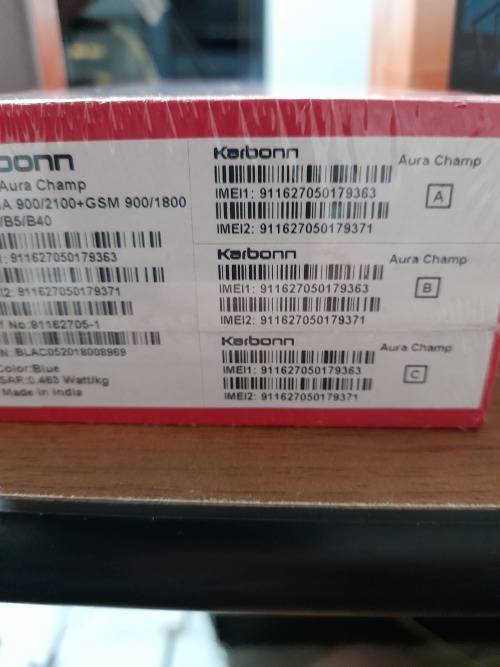 bonn
Aura Champ
A 900/2100+GSM 900/1800
/B5/B40
1: 911627050179363
2: 911627050179371
No:91162705-1
N: BLAC052018008969
Color:Blue
SAR:0.465 Watt/kg
Made in India
Karbonn Aura Champ
IMEI1: 911627050179363
A
IMEI2: 911627050179371
Karbonn Aura Champ
IMEI1: 911627050179363
B
IMEI2: 911627050179371
Karbonn Aura Champ
IMEI1: 911627050179363
C
IMEI2: 911627050179371